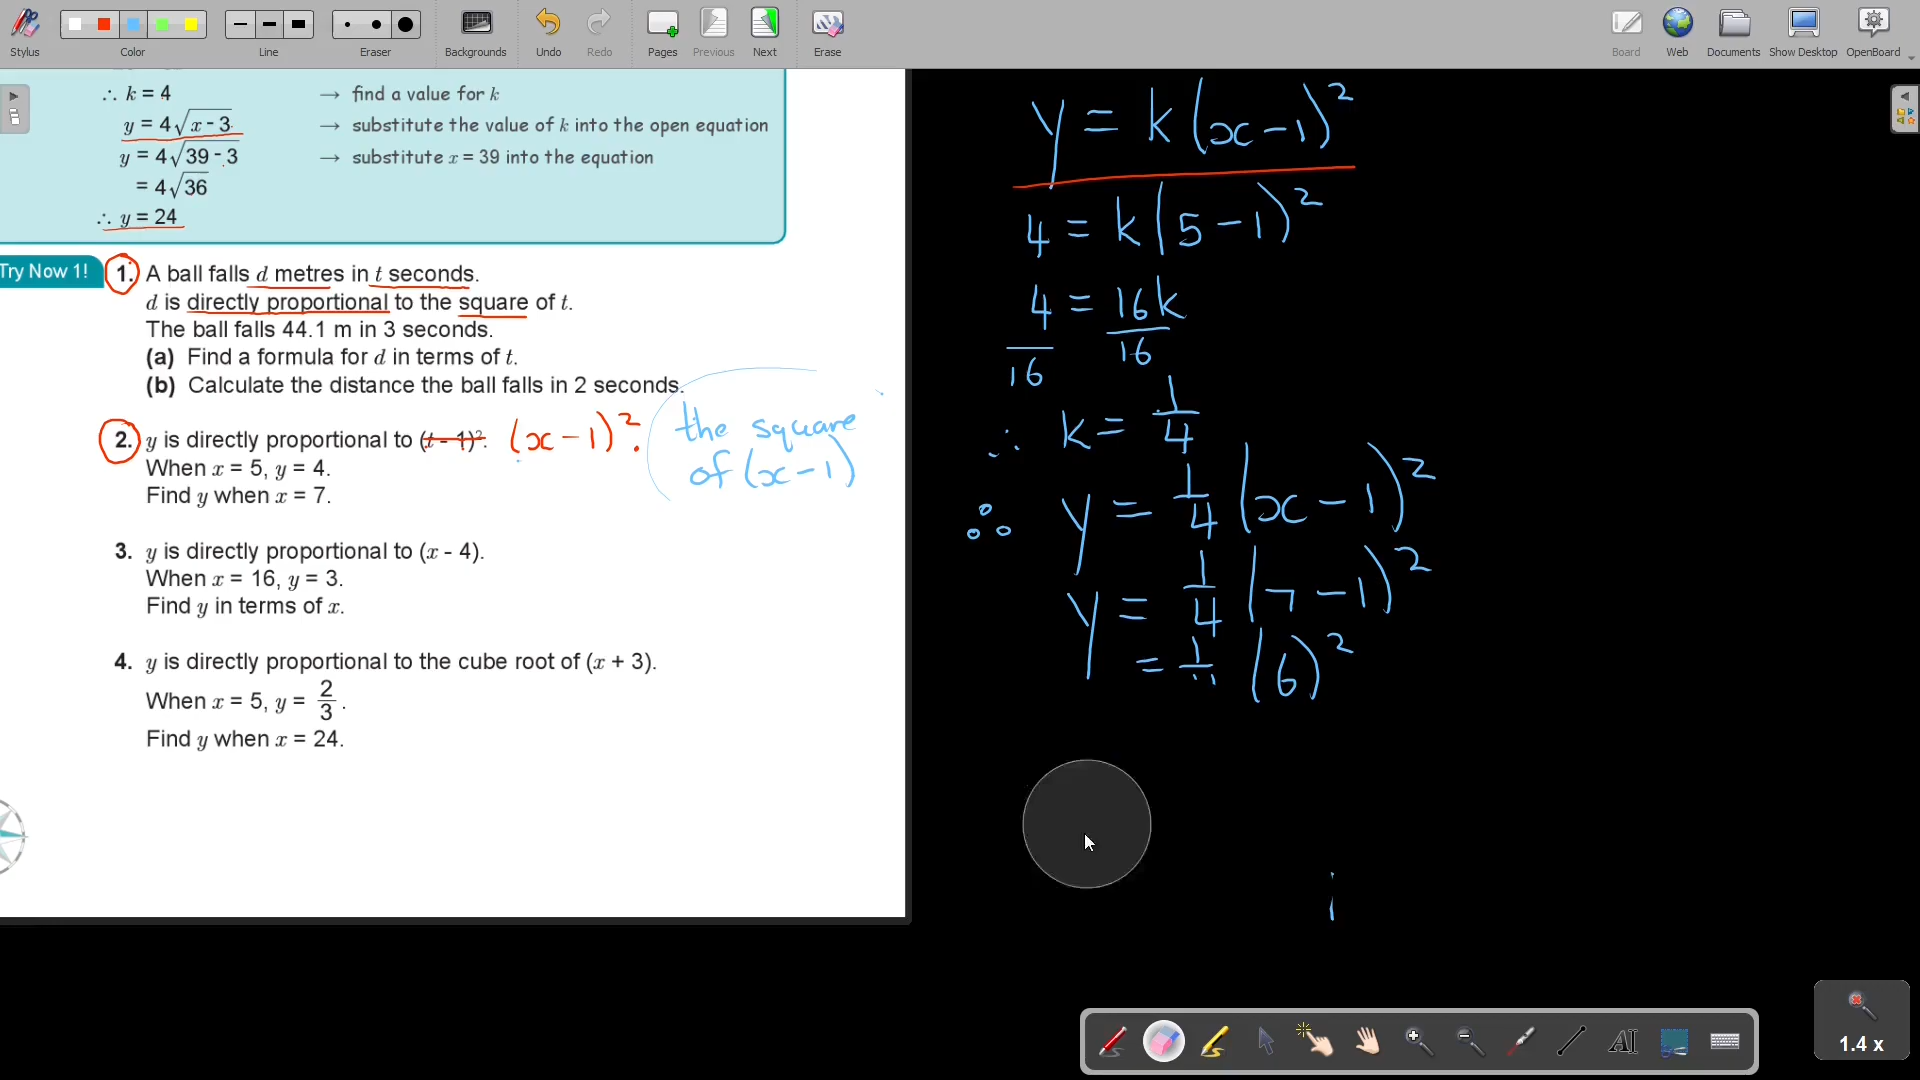 Stylus Color Line Eraser Backgrounds Undo Redo Pages Previous Next Erase Board Web Documents Show Desktop OpenBoard
∴ k = 4 → find a value for k
y = 4√x - 3 → substitute the value of k into the open equation
y = 4√39 - 3 → substitute x = 39 into the equation
= 4√36
∴ y = 24
Try Now 1!
1. A ball falls d metres in t seconds.
d is directly proportional to the square of t.
The ball falls 44.1 m in 3 seconds.
(a) Find a formula for d in terms of t.
(b) Calculate the distance the ball falls in 2 seconds.
2. y is directly proportional to (t - 1)². (x - 1)².
the square
of (x - 1)
When x = 5, y = 4.
Find y when x = 7.
3. y is directly proportional to (x - 4).
When x = 16, y = 3.
Find y in terms of x.
4. y is directly proportional to the cube root of (x + 3).
When x = 5, y = 2/3.
Find y when x = 24.
y = k(x - 1)²
4 = k(5 - 1)²
4/16 = 16k/16
∴ k = 1/4
∴ y = 1/4 (x - 1)²
y = 1/4 (7 - 1)²
= 1/ (6)²
AI
1.4 x